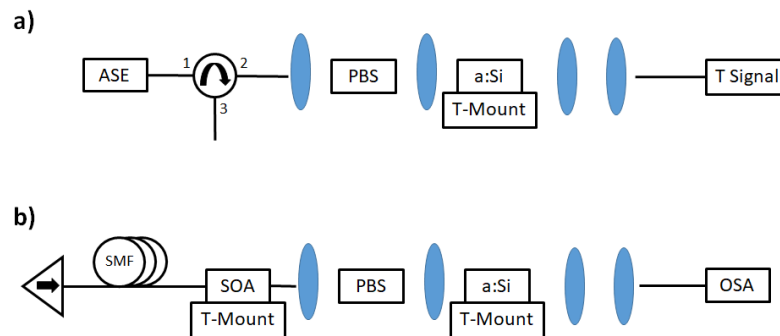 a)
ASE 1 2 3 PBS a:Si T-Mount T Signal
b)
SMF SOA T-Mount PBS a:Si T-Mount OSA